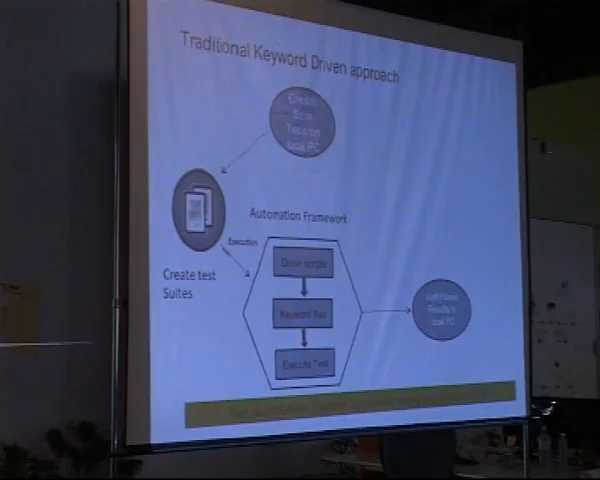 Traditional Keyword Driven approach
Create
Save
Tests on
local PC
Automation Framework
Execution
Create test
Suites
Driver scripts
Keyword files
Execute Test
Results in
local PC